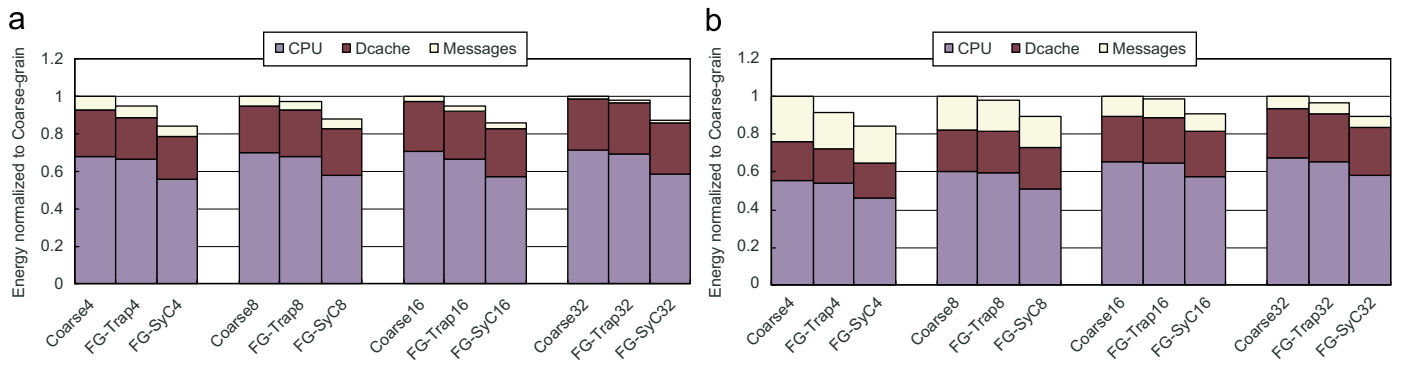 a
CPU Dcache Messages
Energy normalized to Coarse-grain
1.2
1
0.8
0.6
0.4
0.2
0
Coarse4
FG-Trap4
FG-SyC4
Coarse8
FG-Trap8
FG-SyC8
Coarse16
FG-Trap16
FG-SyC16
Coarse32
FG-Trap32
FG-SyC32
b
CPU Dcache Messages
Energy normalized to Coarse-grain
1.2
1
0.8
0.6
0.4
0.2
0
Coarse4
FG-Trap4
FG-SyC4
Coarse8
FG-Trap8
FG-SyC8
Coarse16
FG-Trap16
FG-SyC16
Coarse32
FG-Trap32
FG-SyC32